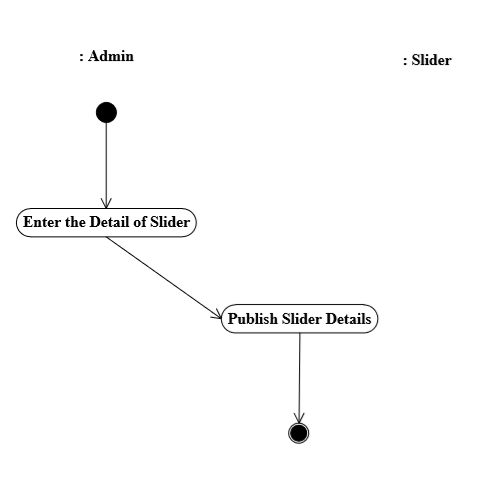 : Admin
: Slider
Enter the Detail of Slider
Publish Slider Details